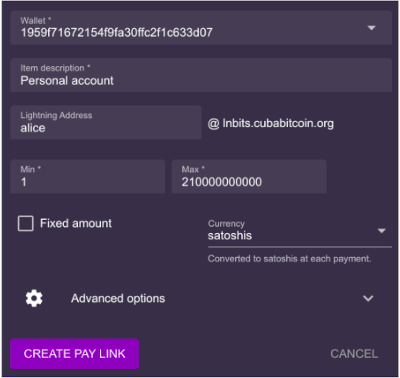 Wallet *
1959f71672154f9fa30ffc2f1c633d07
Item description *
Personal account
Lightning Address
alice
@ lnbits.cubabitcoin.org
Min *
1
Max *
210000000000
Fixed amount
Currency
satoshis
Converted to satoshis at each payment.
Advanced options
CREATE PAY LINK
CANCEL